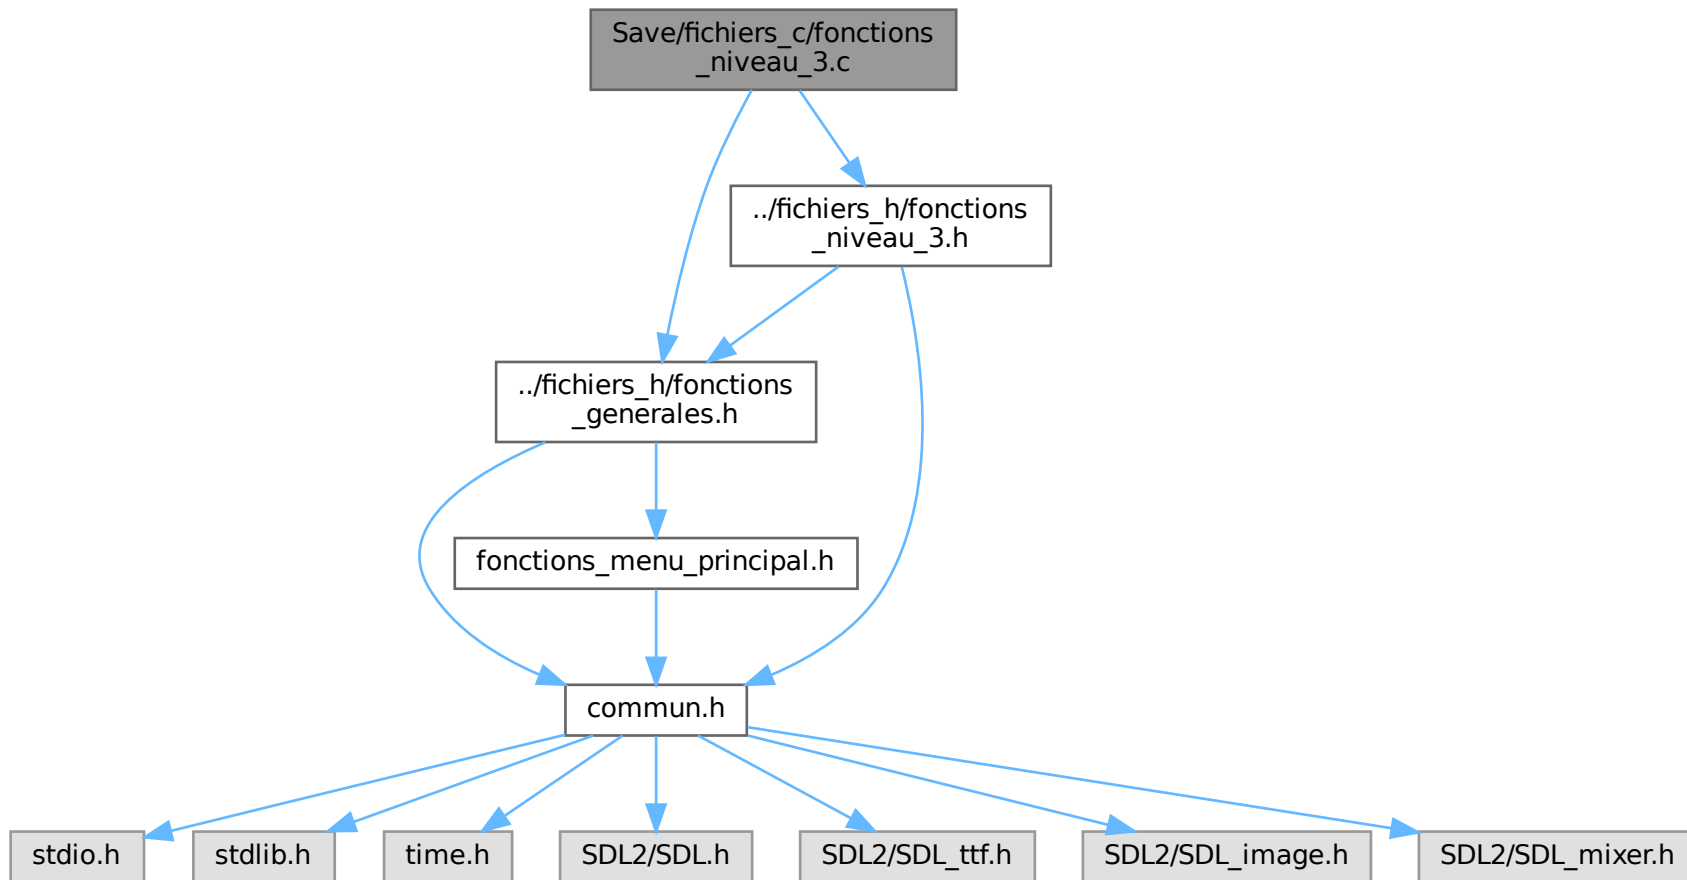 Save/fichiers_c/fonctions
_niveau_3.c
../fichiers_h/fonctions
_niveau_3.h
../fichiers_h/fonctions
_generales.h
fonctions_menu_principal.h
commun.h
stdio.h
stdlib.h
time.h
SDL2/SDL.h
SDL2/SDL_ttf.h
SDL2/SDL_image.h
SDL2/SDL_mixer.h